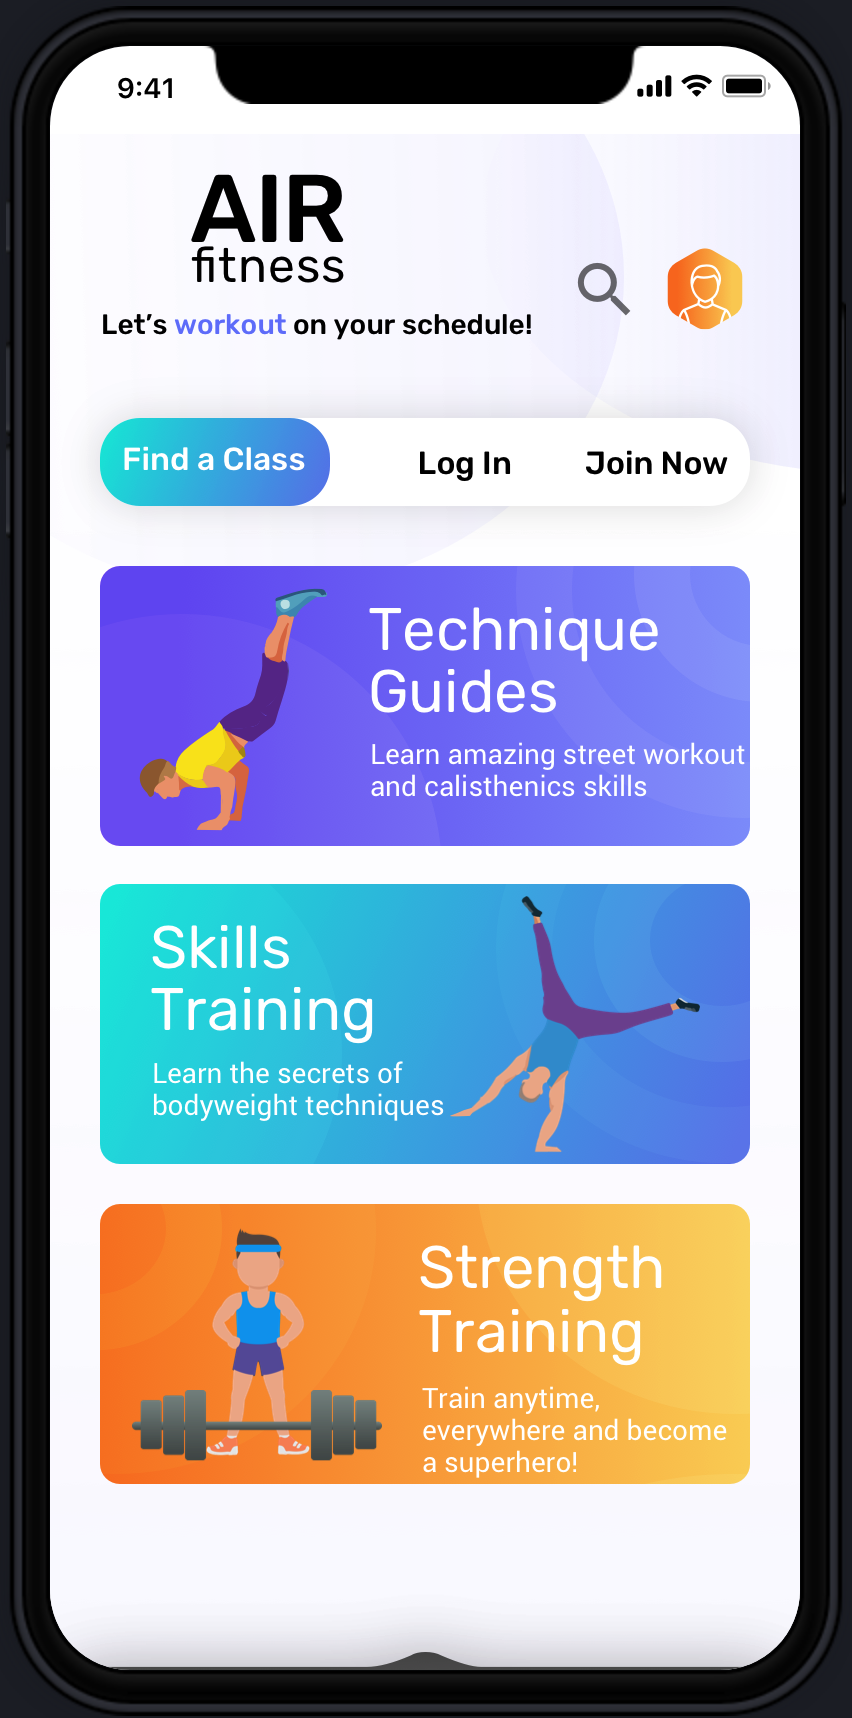 9:41
AIR
fitness
Let’s workout on your schedule!
Find a Class
Log In
Join Now
Technique
Guides
Learn amazing street workout
and calisthenics skills
Skills
Training
Learn the secrets of
bodyweight techniques
Strength
Training
Train anytime,
everywhere and become
a superhero!